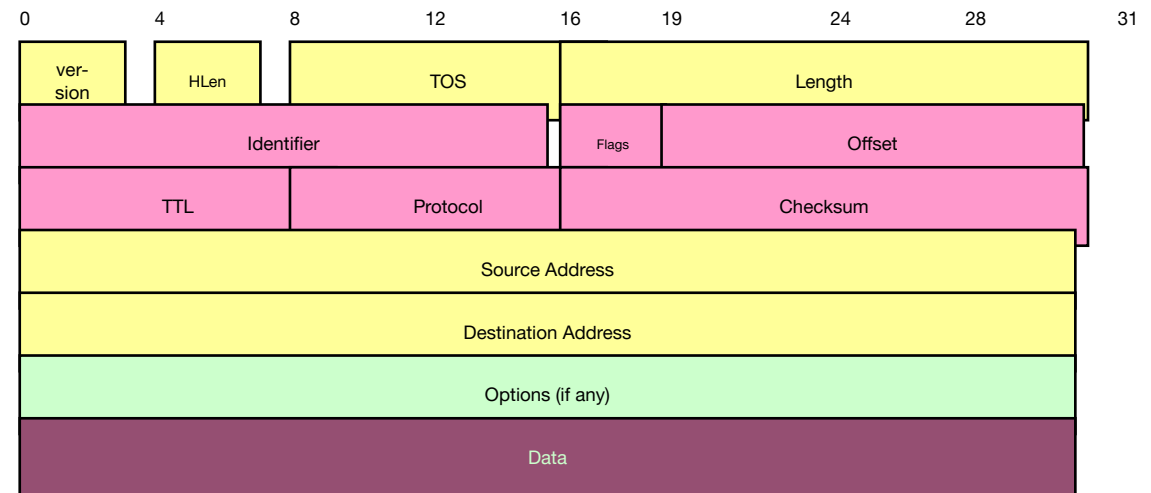 0 4 8 12 16 19 24 28 31
ver-
sion
HLen
TOS
Length
Identifier
Flags
Offset
TTL
Protocol
Checksum
Source Address
Destination Address
Options (if any)
Data